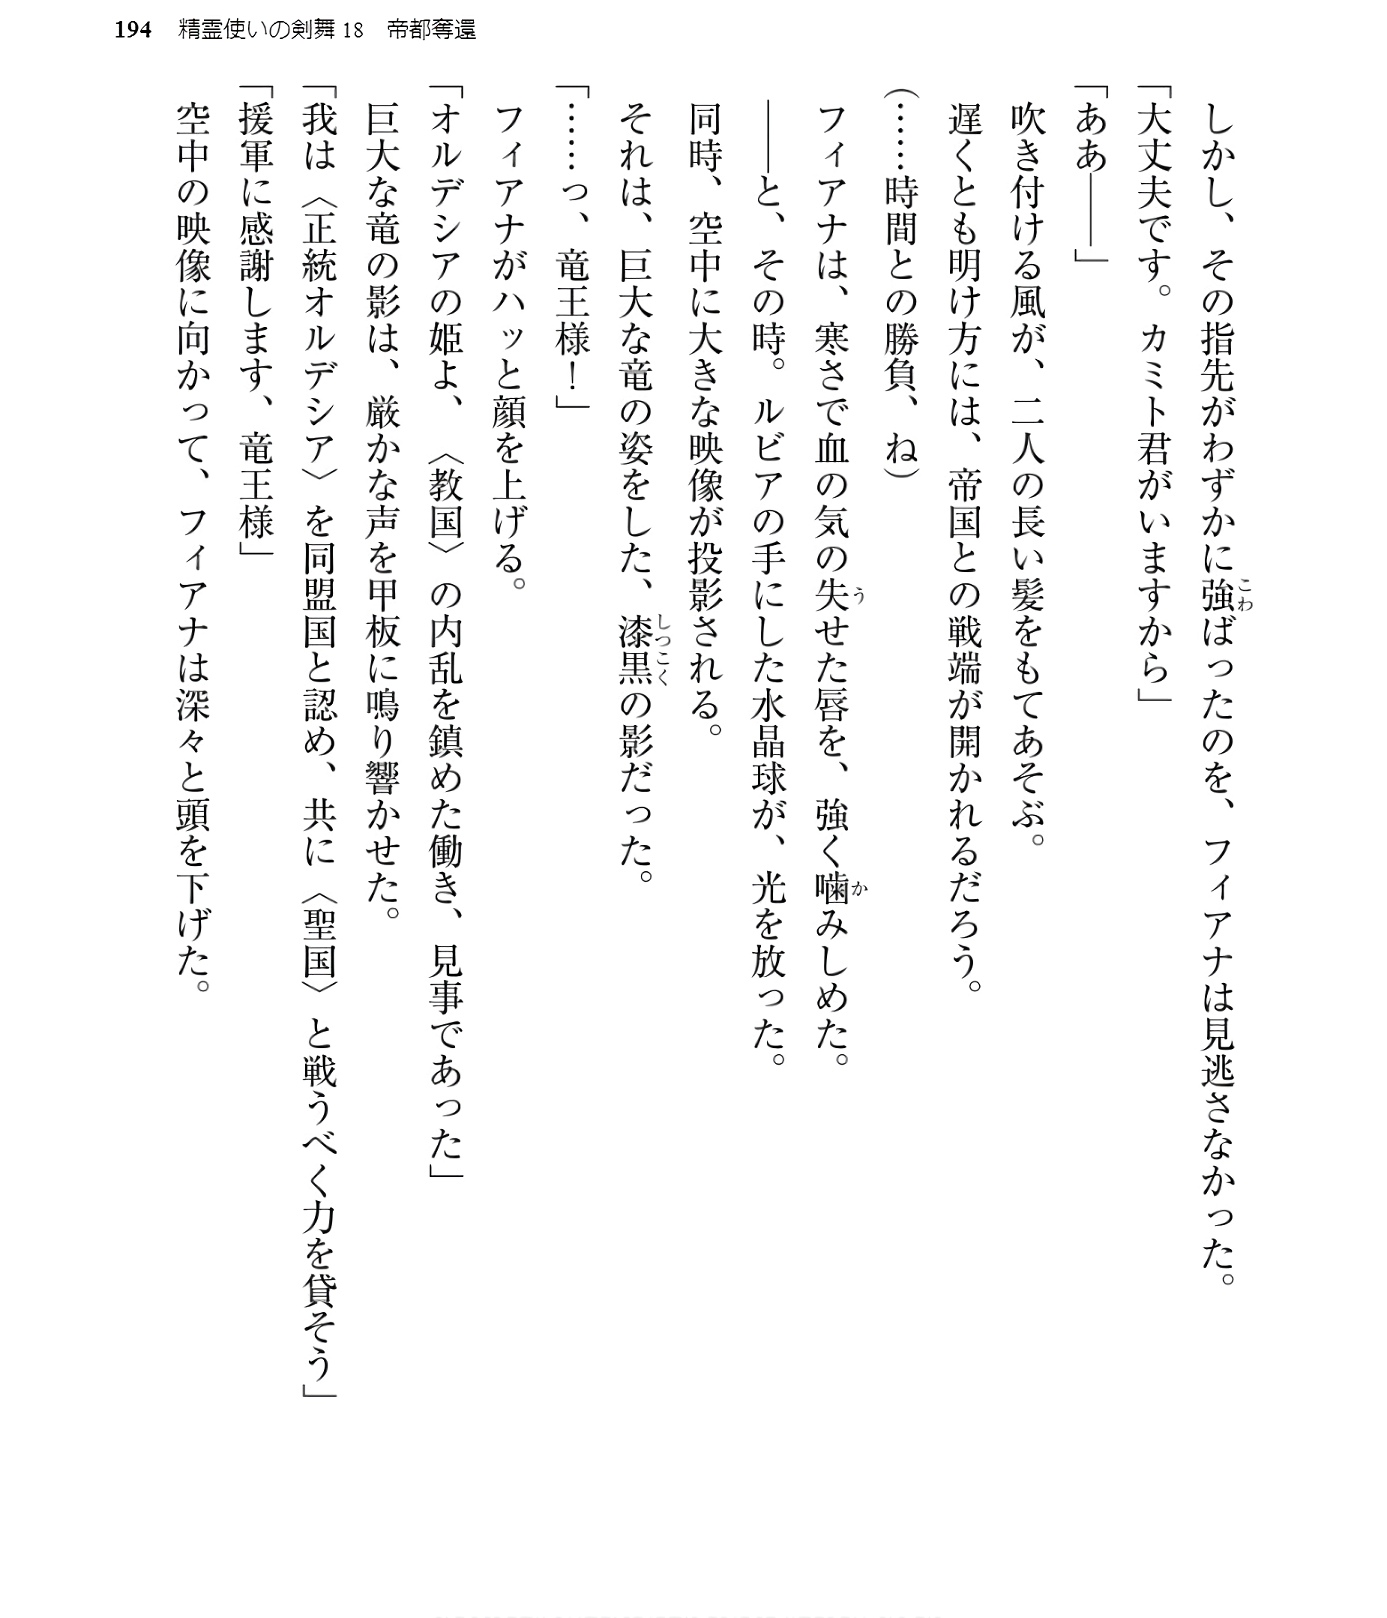 194 精霊使いの剣舞18 帝都奪還
しかし、その指先がわずかに強ばったのを、フィアナは見逃さなかった。
「大丈夫です。カミト君がいますから」
「ああ――」
吹き付ける風が、二人の長い髪をもてあそぶ。
遅くとも明け方には、帝国との戦端が開かれるだろう。
(……時間との勝負、ね)
フィアナは、寒さで血の気の失せた唇を、強く噛みしめた。
――と、その時。ルビアの手にした水晶球が、光を放った。
同時、空中に大きな映像が投影される。
それは、巨大な竜の姿をした、漆黒の影だった。
「……っ、竜王様!」
フィアナがハッと顔を上げる。
「オルデシアの姫よ、〈教国〉の内乱を鎮めた働き、見事であった」
巨大な竜の影は、厳かな声を甲板に鳴り響かせた。
「我は〈正統オルデシア〉を同盟国と認め、共に〈聖国〉と戦うべく力を貸そう」
「援軍に感謝します、竜王様」
空中の映像に向かって、フィアナは深々と頭を下げた。